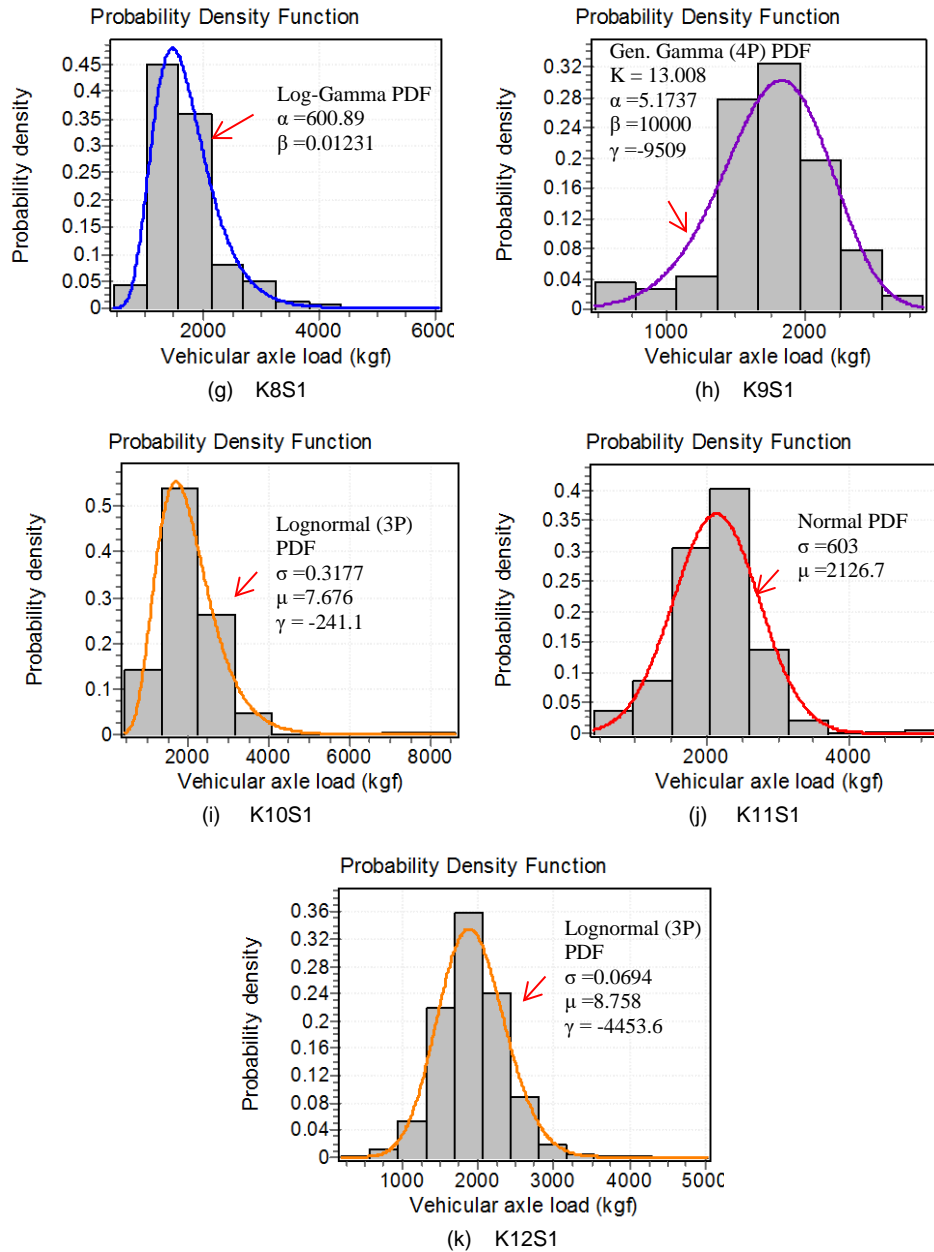 Probability Density Function
Probability density
0.45
0.4
0.35
0.3
0.25
0.2
0.15
0.1
0.05
0
Log-Gamma PDF
α =600.89
β =0.01231
2000
4000
6000
Vehicular axle load (kgf)
(g) K8S1
Probability Density Function
Probability density
0.32
0.28
0.24
0.2
0.16
0.12
0.08
0.04
0
Gen. Gamma (4P) PDF
K = 13.008
α =5.1737
β =10000
γ =-9509
1000
2000
Vehicular axle load (kgf)
(h) K9S1
Probability Density Function
Probability density
0.5
0.4
0.3
0.2
0.1
0
Lognormal (3P)
PDF
σ =0.3177
μ =7.676
γ = -241.1
2000
4000
6000
8000
Vehicular axle load (kgf)
(i) K10S1
Probability Density Function
Probability density
0.4
0.35
0.3
0.25
0.2
0.15
0.1
0.05
0
Normal PDF
σ =603
μ =2126.7
2000
4000
Vehicular axle load (kgf)
(j) K11S1
Probability Density Function
Probability density
0.36
0.32
0.28
0.24
0.2
0.16
0.12
0.08
0.04
0
Lognormal (3P)
PDF
σ =0.0694
μ =8.758
γ = -4453.6
1000
2000
3000
4000
5000
Vehicular axle load (kgf)
(k) K12S1